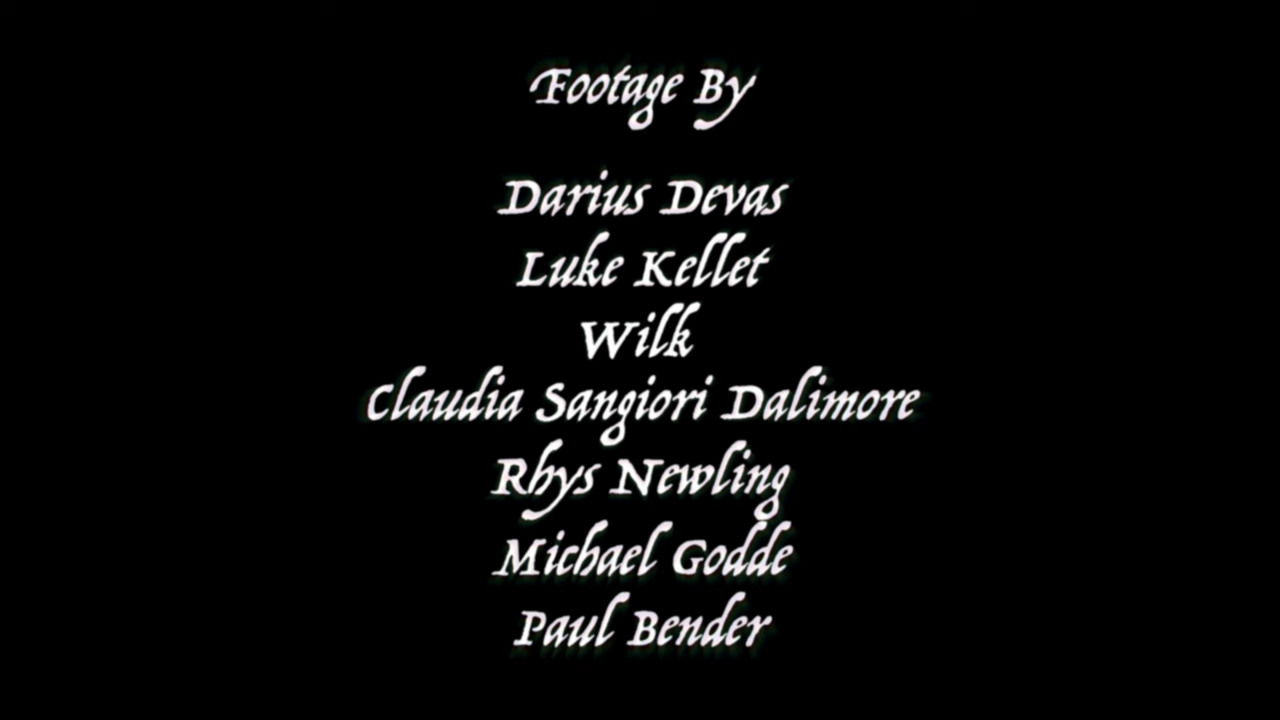 Footage By
Darius Devas
Luke Kellet
Wilk
Claudia Sangiori Dalimore
Rhys Newling
Michael Godde
Paul Bender